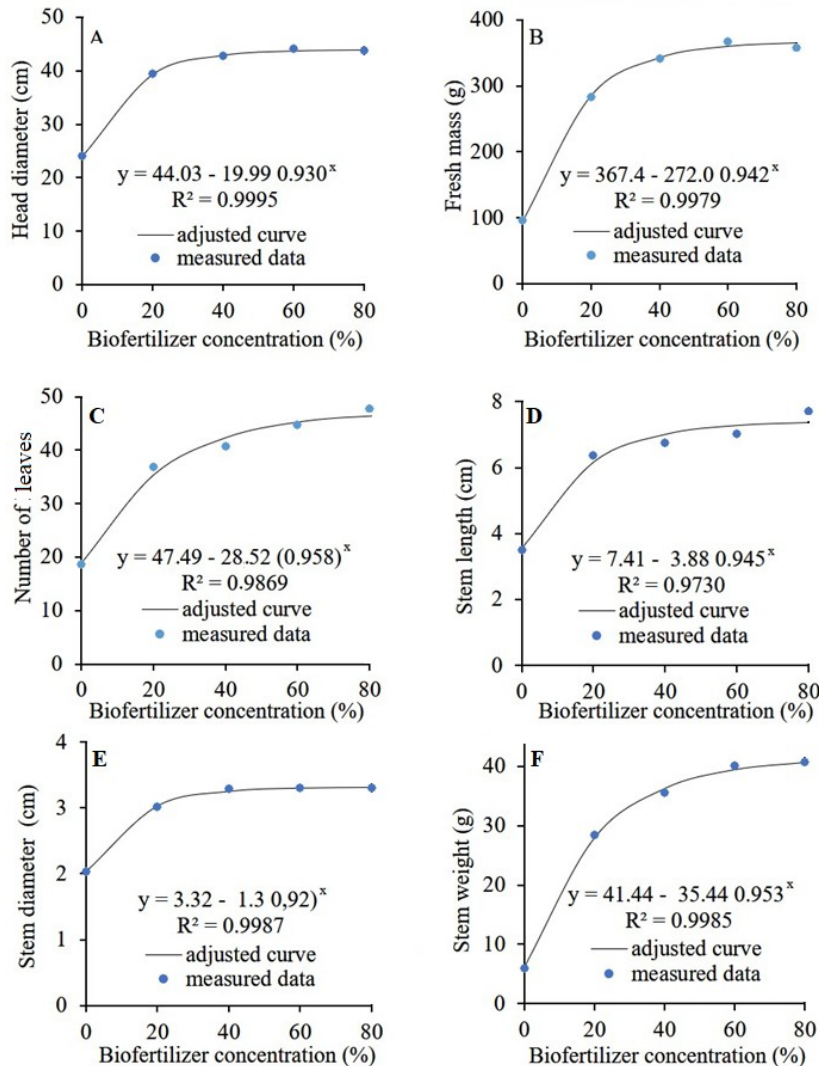 A
Head diameter (cm)
50
40
30
20
10
0
y = 44.03 - 19.99 0.930ˣ
R² = 0.9995
adjusted curve
measured data
0 20 40 60 80
Biofertilizer concentration (%)
B
Fresh mass (g)
400
300
200
100
0
y = 367.4 - 272.0 0.942ˣ
R² = 0.9979
adjusted curve
measured data
0 20 40 60 80
Biofertilizer concentration (%)
C
Number of leaves
50
40
30
20
10
0
y = 47.49 - 28.52 (0.958)ˣ
R² = 0.9869
adjusted curve
measured data
0 20 40 60 80
Biofertilizer concentration (%)
D
Stem length (cm)
8
6
4
2
0
y = 7.41 - 3.88 0.945ˣ
R² = 0.9730
adjusted curve
measured data
0 20 40 60 80
Biofertilizer concentration (%)
E
Stem diameter (cm)
4
3
2
1
0
y = 3.32 - 1.3 0,92)ˣ
R² = 0.9987
adjusted curve
measured data
0 20 40 60 80
Biofertilizer concentration (%)
F
Stem weight (g)
40
30
20
10
0
y = 41.44 - 35.44 0.953ˣ
R² = 0.9985
adjusted curve
measured data
0 20 40 60 80
Biofertilizer concentration (%)